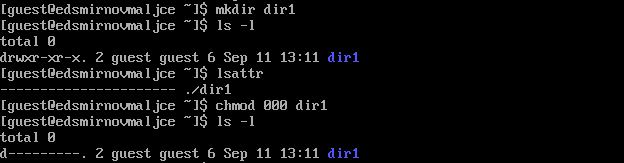 [guest@edsmirnovmaljce ~]$ mkdir dir1
[guest@edsmirnovmaljce ~]$ ls -l
total 0
drwxr-xr-x. 2 guest guest 6 Sep 11 13:11 dir1
[guest@edsmirnovmaljce ~]$ lsattr
---------------------- ./dir1
[guest@edsmirnovmaljce ~]$ chmod 000 dir1
[guest@edsmirnovmaljce ~]$ ls -l
total 0
d---------. 2 guest guest 6 Sep 11 13:11 dir1